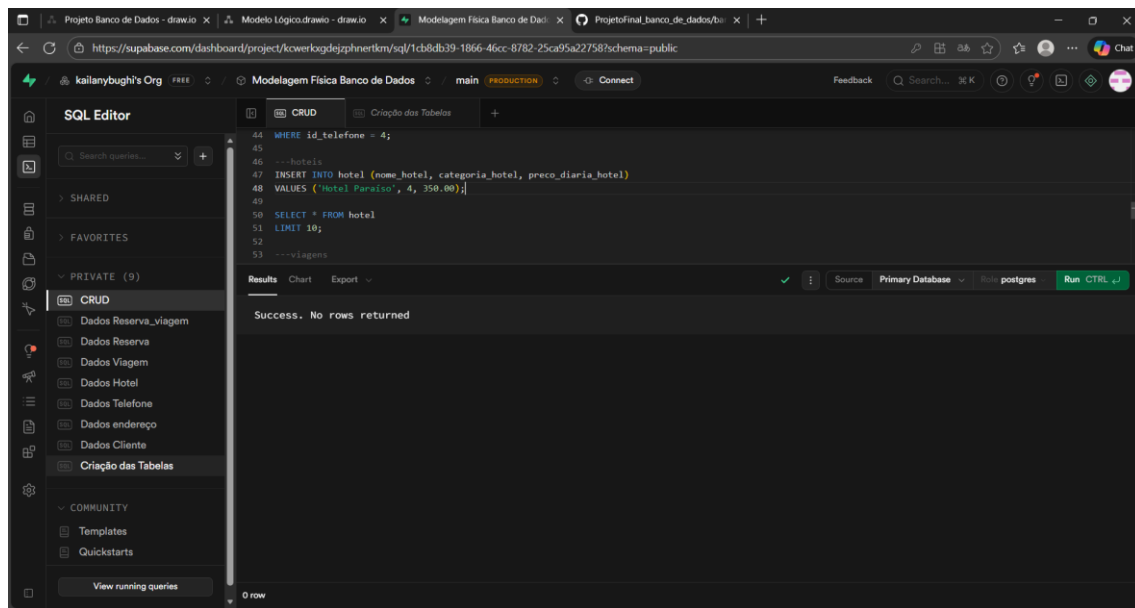 Projeto Banco de Dados - draw.io
Modelo Lógico.drawio - draw.io
Modelagem Física Banco de Dado
ProjetoFinal_banco_de_dados/ba
https://supabase.com/dashboard/project/kcwerkxgdejzphnertkm/sql/1cb8db39-1866-46cc-8782-25ca95a22758?schema=public
Chat
kailanybughi's Org FREE
Modelagem Física Banco de Dados
main PRODUCTION
Connect
Feedback
Search... ⌘ K
SQL Editor
CRUD
Criação das Tabelas
Search queries...
SHARED
FAVORITES
PRIVATE (9)
CRUD
Dados Reserva_viagem
Dados Reserva
Dados Viagem
Dados Hotel
Dados Telefone
Dados endereço
Dados Cliente
Criação das Tabelas
COMMUNITY
Templates
Quickstarts
View running queries
44 WHERE id_telefone = 4;
45
46 ---hoteis
47 INSERT INTO hotel (nome_hotel, categoria_hotel, preco_diaria_hotel)
48 VALUES ('Hotel Paraíso', 4, 350.00);
49
50 SELECT * FROM hotel
51 LIMIT 10;
52
53 ---viagens
Results Chart Export
Source Primary Database Role postgres Run CTRL
Success. No rows returned
0 row